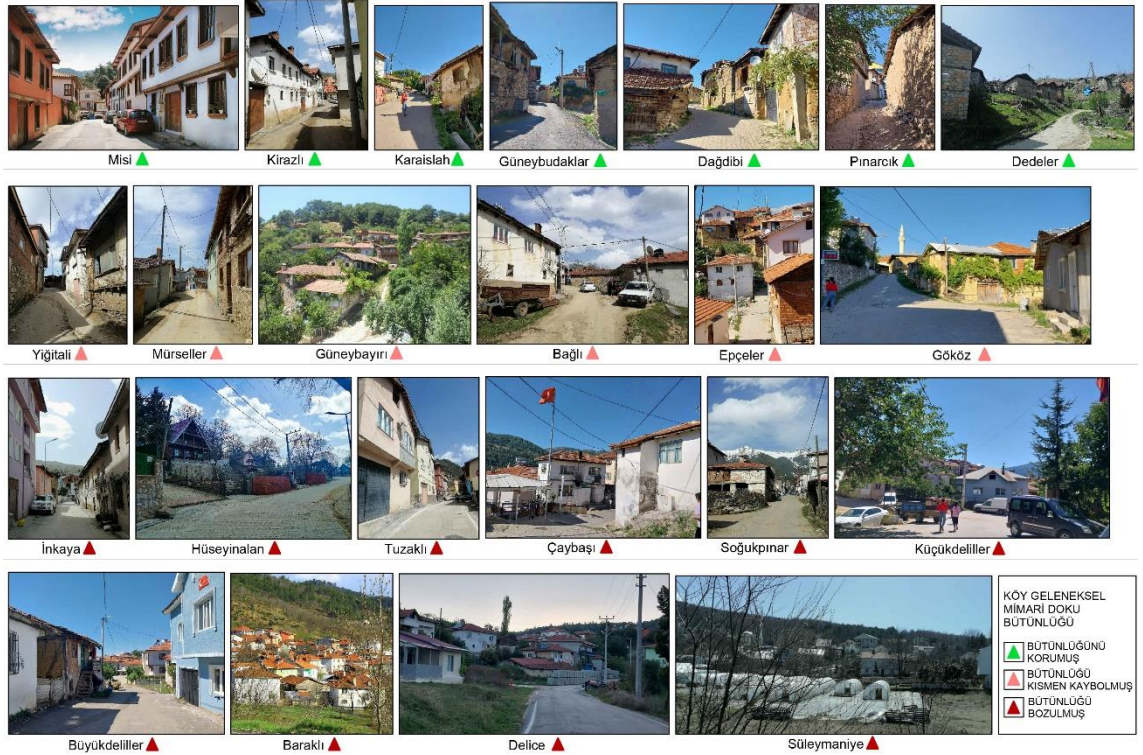 Misi
Kirazlı
Karaislah
Güneybudaklar
Dağdibi
Pınarcık
Dedeler
Yiğitali
Mürseller
Güneybayırı
Bağlı
Epçeler
Gököz
İnkaya
Hüseyinalan
Tuzaklı
Çaybaşı
Soğukpınar
Küçükdeliller
Büyükdeliller
Baraklı
Delice
Süleymaniye
KÖY GELENEKSEL
MİMARİ DOKU
BÜTÜNLÜĞÜ
BÜTÜNLÜĞÜNÜ
KORUMUŞ
BÜTÜNLÜĞÜ
KISMEN KAYBOLMUŞ
BÜTÜNLÜĞÜ
BOZULMUŞ